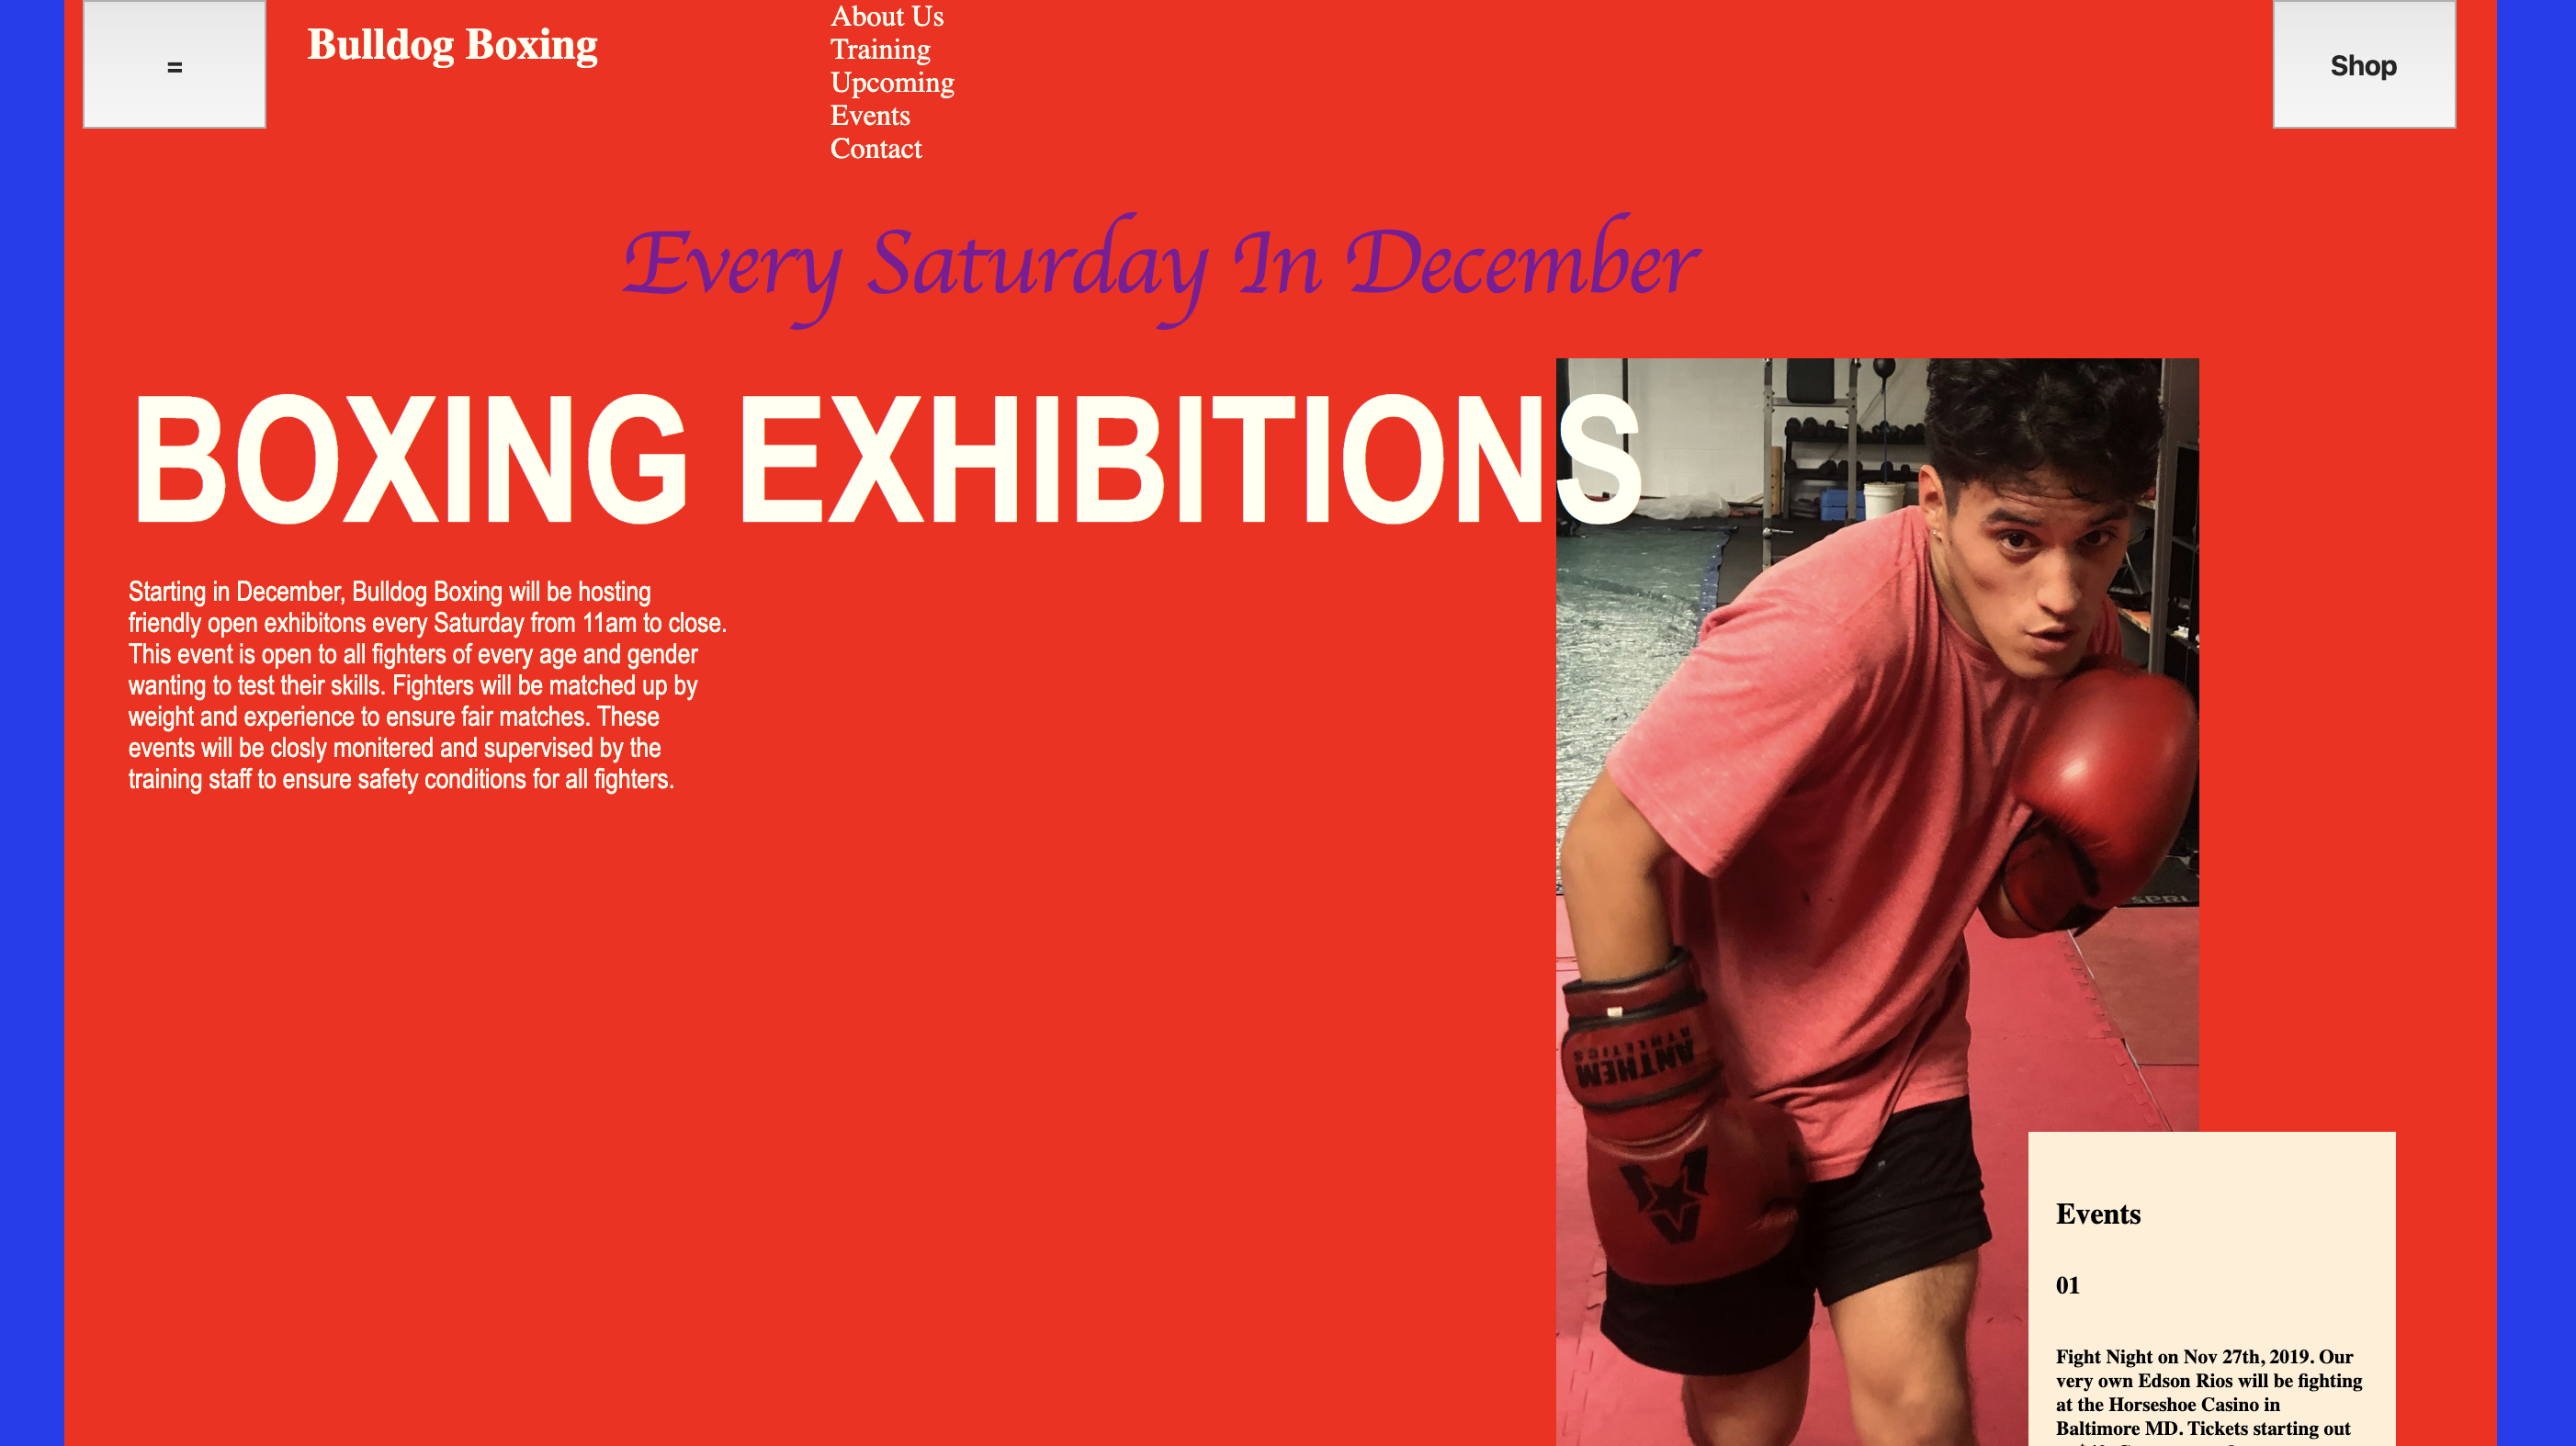 =
Bulldog Boxing
About Us
Training
Upcoming
Events
Contact
Shop
Every Saturday In December
BOXING EXHIBITIONS
Starting in December, Bulldog Boxing will be hosting
friendly open exhibitons every Saturday from 11am to close.
This event is open to all fighters of every age and gender
wanting to test their skills. Fighters will be matched up by
weight and experience to ensure fair matches. These
events will be closly monitered and supervised by the
training staff to ensure safety conditions for all fighters.
SPRI
ANTHEM
ATHLETICS
Events
01
Fight Night on Nov 27th, 2019. Our
very own Edson Rios will be fighting
at the Horseshoe Casino in
Baltimore MD. Tickets starting out